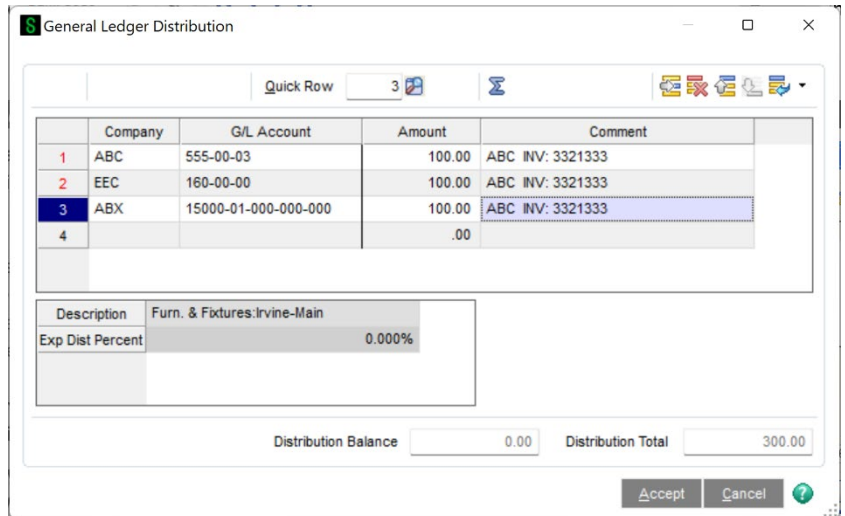 S General Ledger Distribution
Quick Row 3 Σ
Company G/L Account Amount Comment
1 ABC 555-00-03 100.00 ABC INV: 3321333
2 EEC 160-00-00 100.00 ABC INV: 3321333
3 ABX 15000-01-000-000-000 100.00 ABC INV: 3321333
4 .00
Description Furn. & Fixtures:Irvine-Main
Exp Dist Percent 0.000%
Distribution Balance 0.00 Distribution Total 300.00
Accept Cancel ?